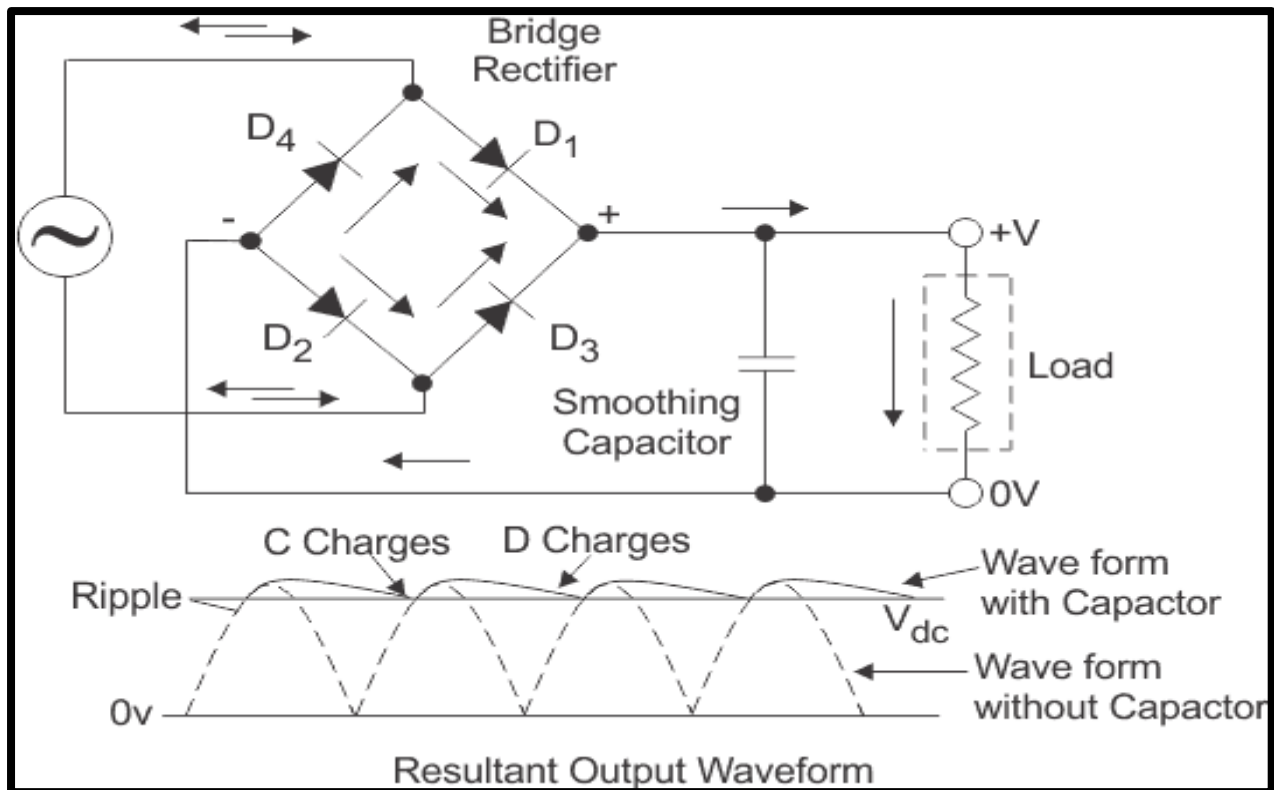 Bridge
Rectifier
D4
D1
-
+
+V
D2
D3
Load
Smoothing
Capacitor
0V
C Charges
D Charges
Ripple
Wave form
with Capactor
Vdc
Wave form
without Capactor
0v
Resultant Output Waveform